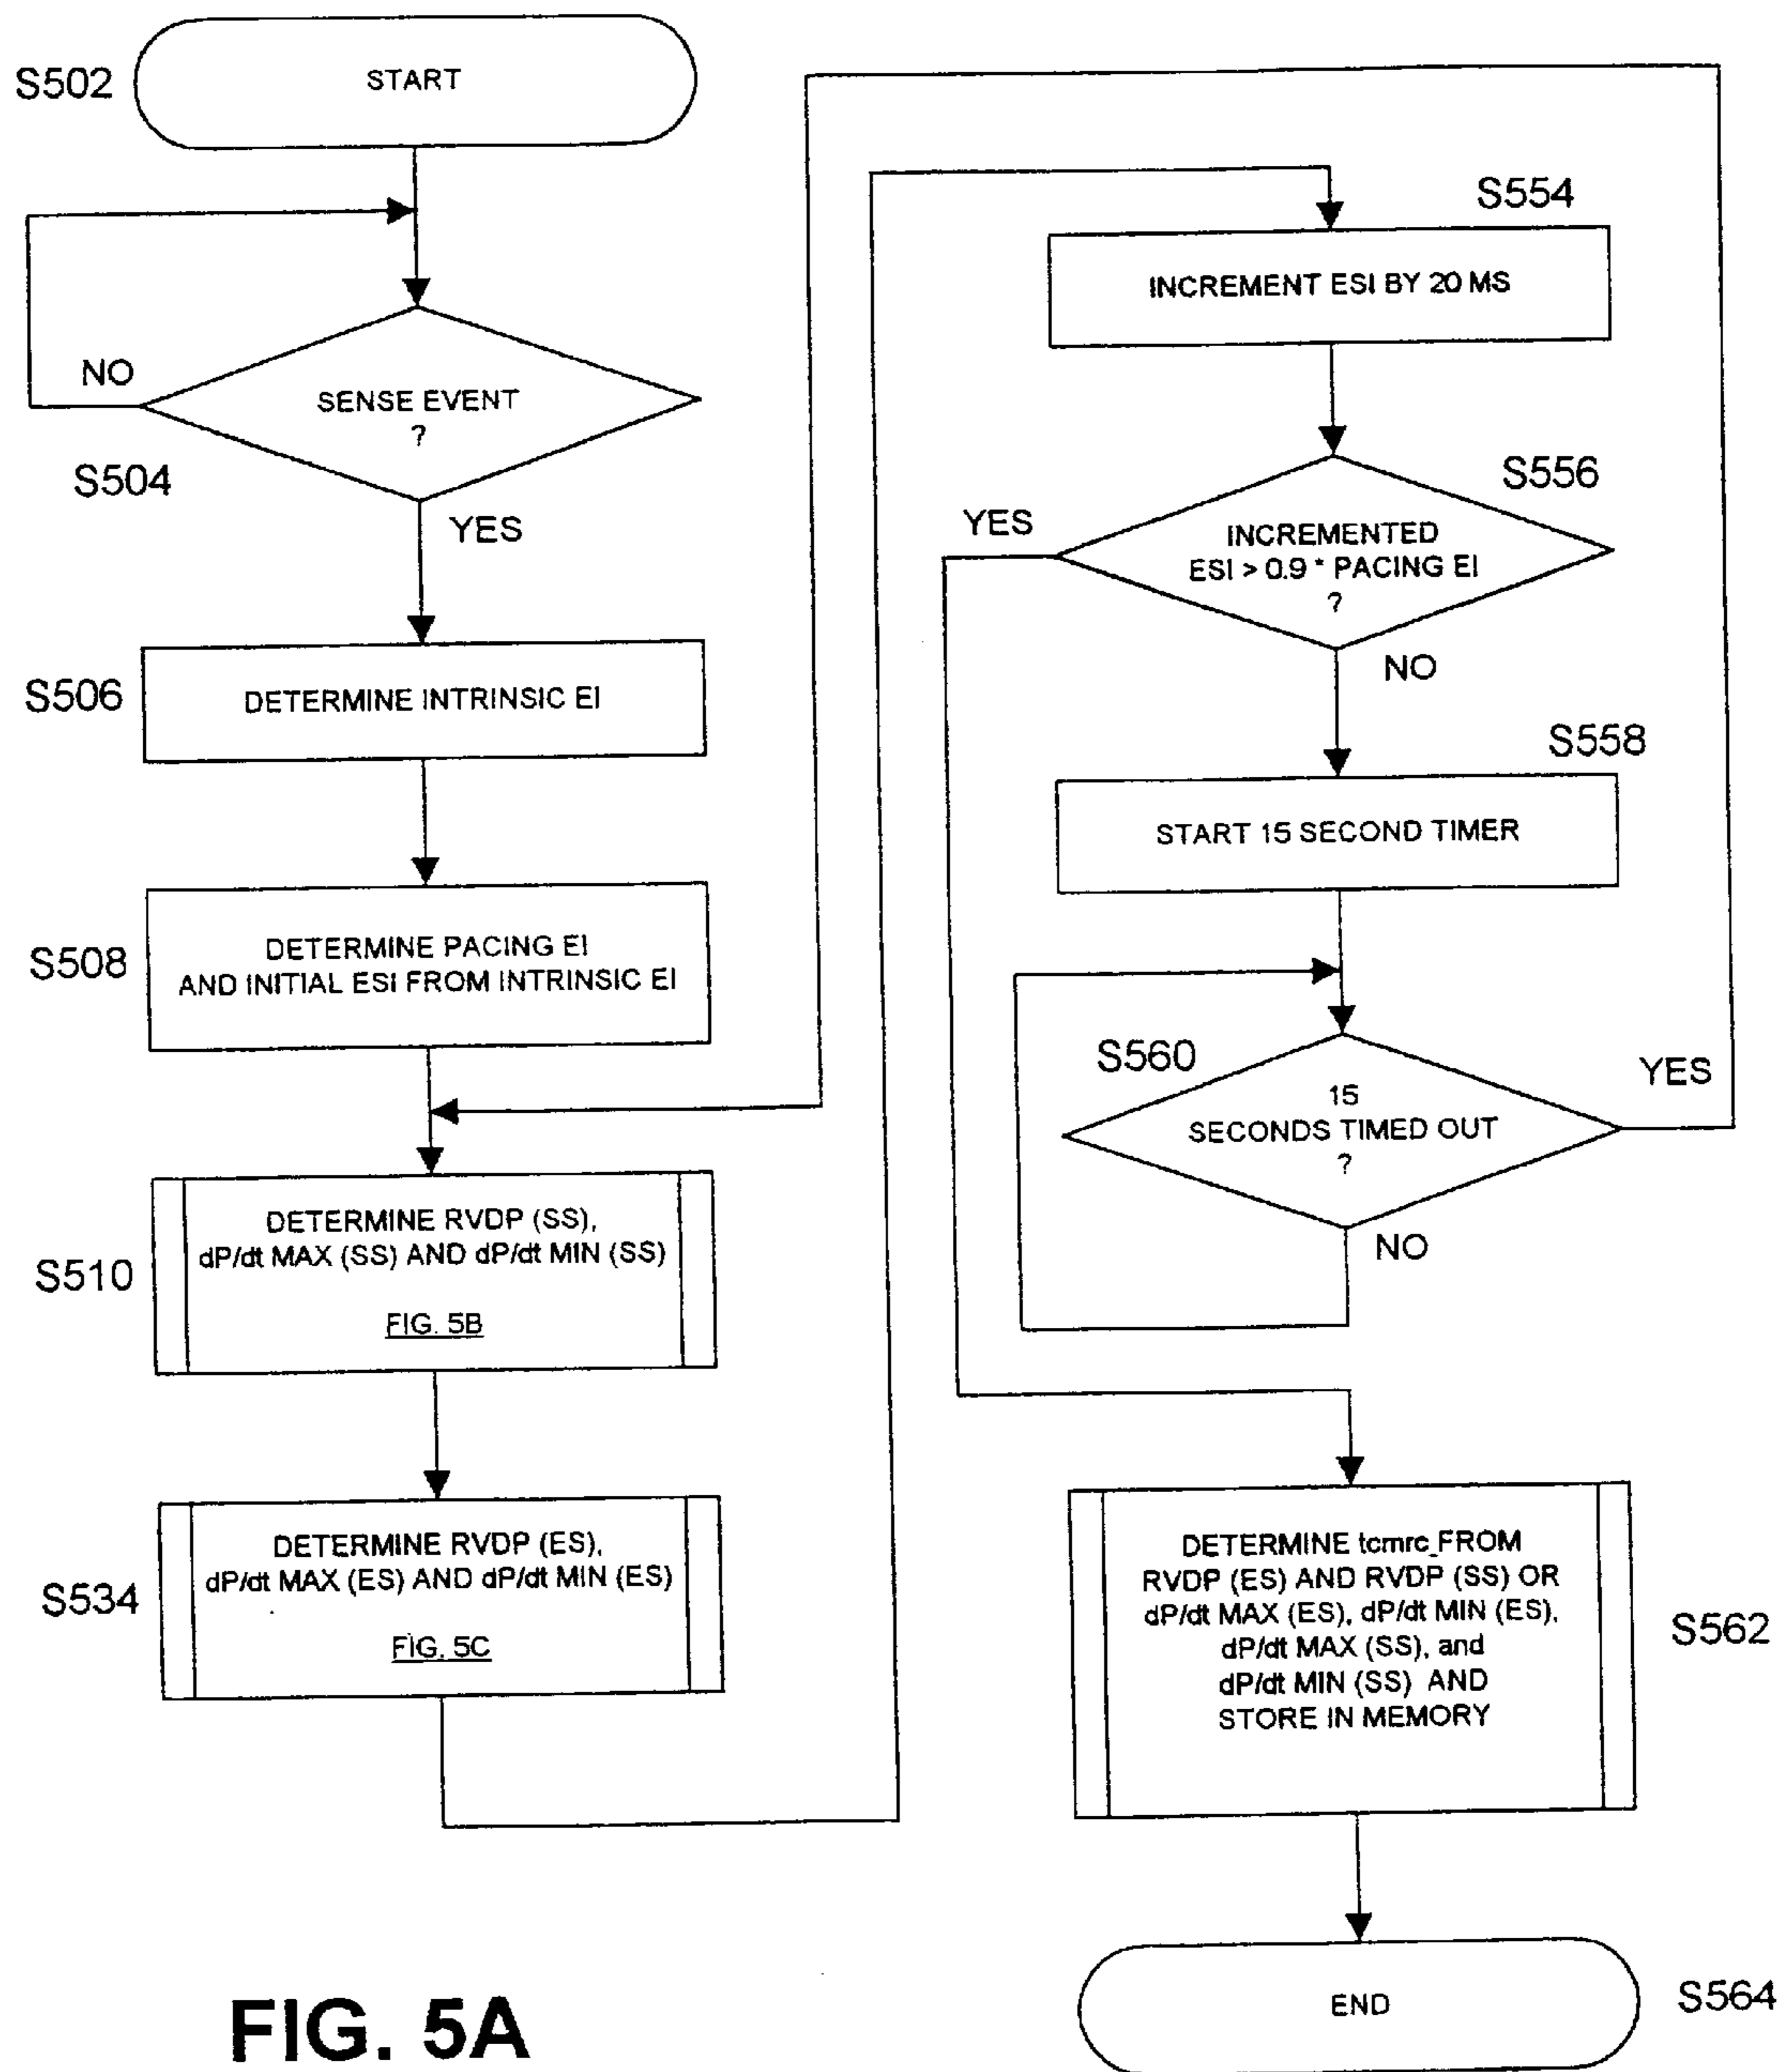 S502
START
NO
SENSE EVENT
?
S504
YES
S506
DETERMINE INTRINSIC EI
S508
DETERMINE PACING EI
AND INITIAL ESI FROM INTRINSIC EI
S510
DETERMINE RVDP (SS),
dP/dt MAX (SS) AND dP/dt MIN (SS)
FIG. 5B
S534
DETERMINE RVDP (ES),
dP/dt MAX (ES) AND dP/dt MIN (ES)
FIG. 5C
S554
INCREMENT ESI BY 20 MS
S556
YES
INCREMENTED
ESI > 0.9 * PACING EI
?
NO
S558
START 15 SECOND TIMER
S560
YES
15
SECONDS TIMED OUT
?
NO
DETERMINE tcmrc_FROM
RVDP (ES) AND RVDP (SS) OR
dP/dt MAX (ES), dP/dt MIN (ES),
dP/dt MAX (SS), and
dP/dt MIN (SS) AND
STORE IN MEMORY
S562
END
S564
FIG. 5A